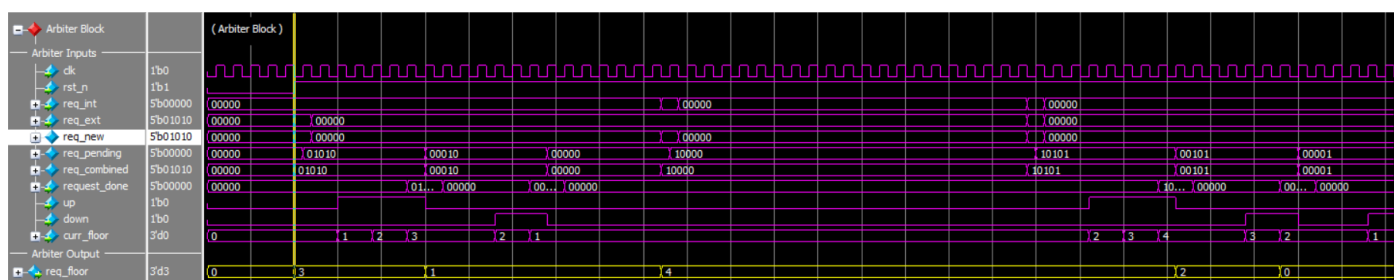 Arbiter Block ( Arbiter Block )
Arbiter Inputs
clk 1'b0
rst_n 1'b1
req_int 5'b00000 00000 00000 00000
req_ext 5'b01010 00000 00000 00000
req_new 5'b01010 00000 00000 00000 00000
req_pending 5'b00000 00000 01010 00010 00000 10000 10101 00101 00001
req_combined 5'b01010 00000 01010 00010 00000 10000 10101 00101 00001
request_done 5'b00000 00000 01... 00000 00... 00000 10... 00000 00... 00000
up 1'b0
down 1'b0
curr_floor 3'd0 0 1 2 3 2 1 2 3 4 3 2 1
Arbiter Output
req_floor 3'd3 0 3 1 4 2 0